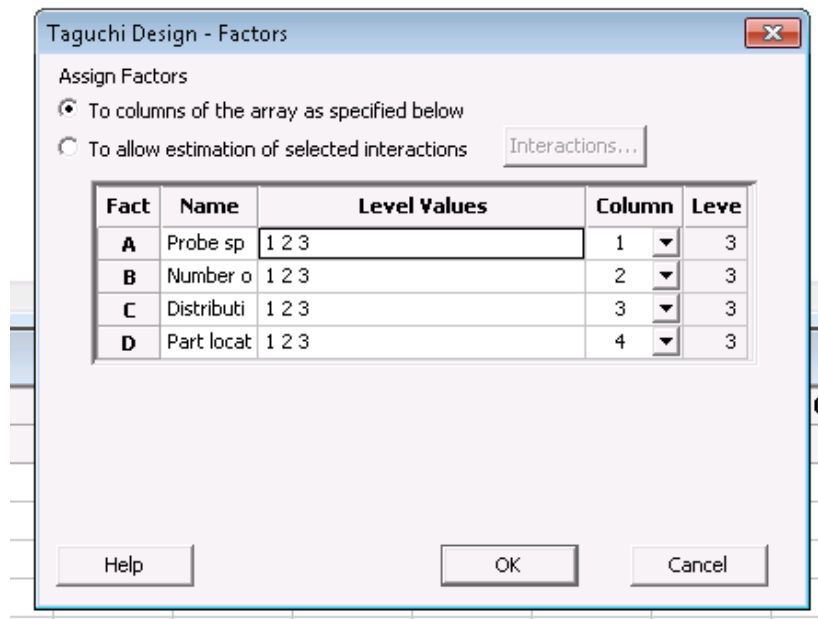 Taguchi Design - Factors
Assign Factors
To columns of the array as specified below
To allow estimation of selected interactions Interactions...
Fact Name Level Values Column Leve
A Probe sp 1 2 3 1 3
B Number o 1 2 3 2 3
C Distributi 1 2 3 3 3
D Part locat 1 2 3 4 3
Help OK Cancel